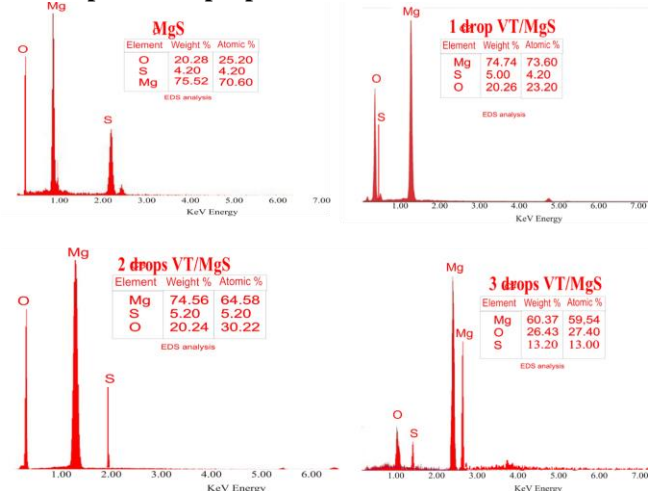 MgS
Element Weight % Atomic %
O 20.28 25.20
S 4.20 4.20
Mg 75.52 70.60
EDS analysis
O
Mg
S
1.00 2.00 3.00 4.00 5.00 6.00 7.00
KeV Energy
1 drop VT/MgS
Element Weight % Atomic %
Mg 74.74 73.60
S 5.00 4.20
O 20.26 23.20
EDS analysis
O
S
Mg
1.00 2.00 3.00 4.00 5.00 6.00 7.00
KeV Energy
2 drops VT/MgS
Element Weight % Atomic %
Mg 74.56 64.58
S 5.20 5.20
O 20.24 30.22
EDS analysis
O
Mg
S
1.00 2.00 3.00 4.00 5.00 6.00
KeV Energy
3 drops VT/MgS
Element Weight % Atomic %
Mg 60.37 59,54
O 26.43 27.40
S 13.20 13.00
EDS analysis
O
S
Mg
Mg
1.00 2.00 3.00 4.00 5.00 6.00 7.00
KeV Energy